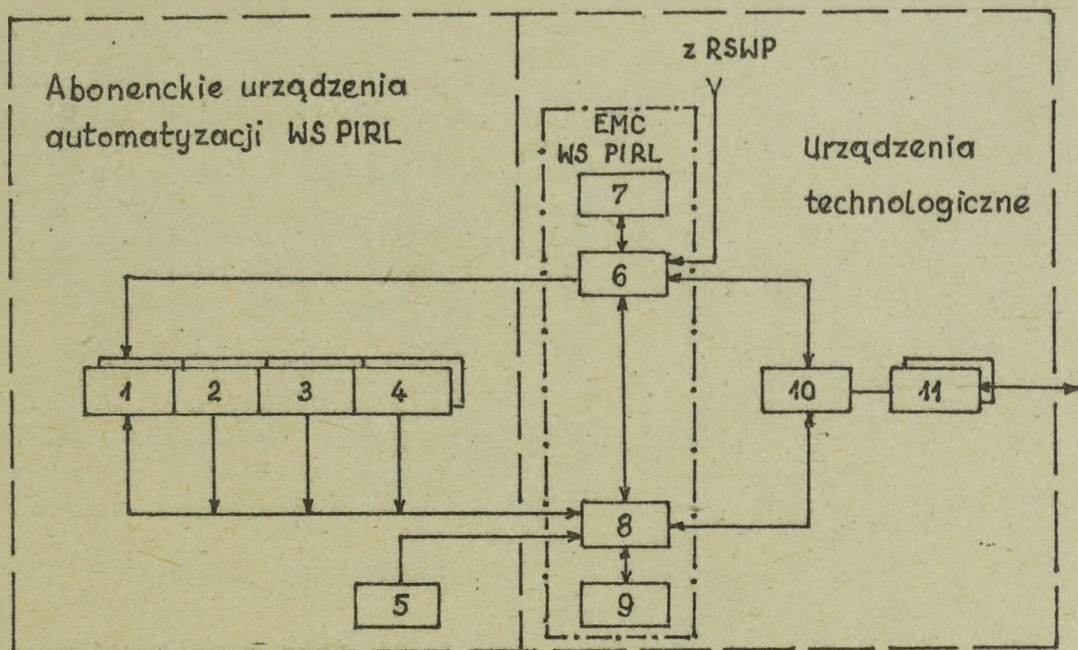 Abonenckie urządzenia
automatyzacji WS PIRL
z RSWP
EMC
WS PIRL
Urządzenia
technologiczne
7
6
1 2 3 4
10 11
8
5
9